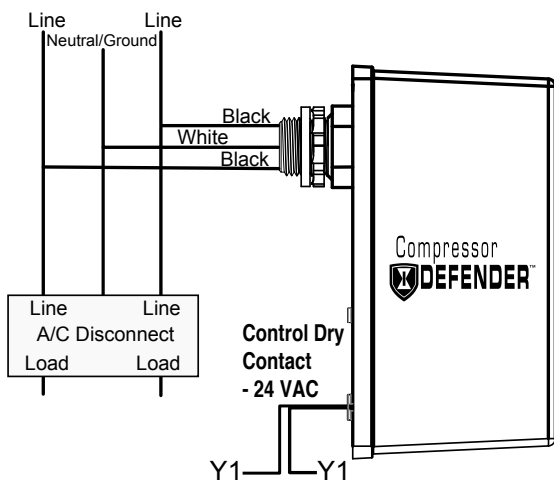 Line Line
Neutral/Ground
Black
White
Black
Compressor
DEFENDER™
Line Line
A/C Disconnect
Load Load
Control Dry
Contact
- 24 VAC
Y1 Y1